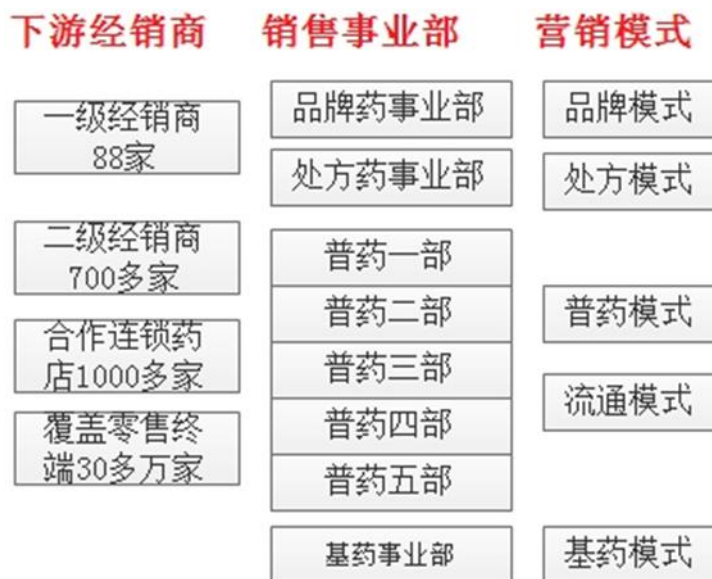 下游经销商
一级经销商
88家
二级经销商
700多家
合作连锁药
店1000多家
覆盖零售终
端30多万家
销售事业部
品牌药事业部
处方药事业部
普药一部
普药二部
普药三部
普药四部
普药五部
基药事业部
营销模式
品牌模式
处方模式
普药模式
流通模式
基药模式